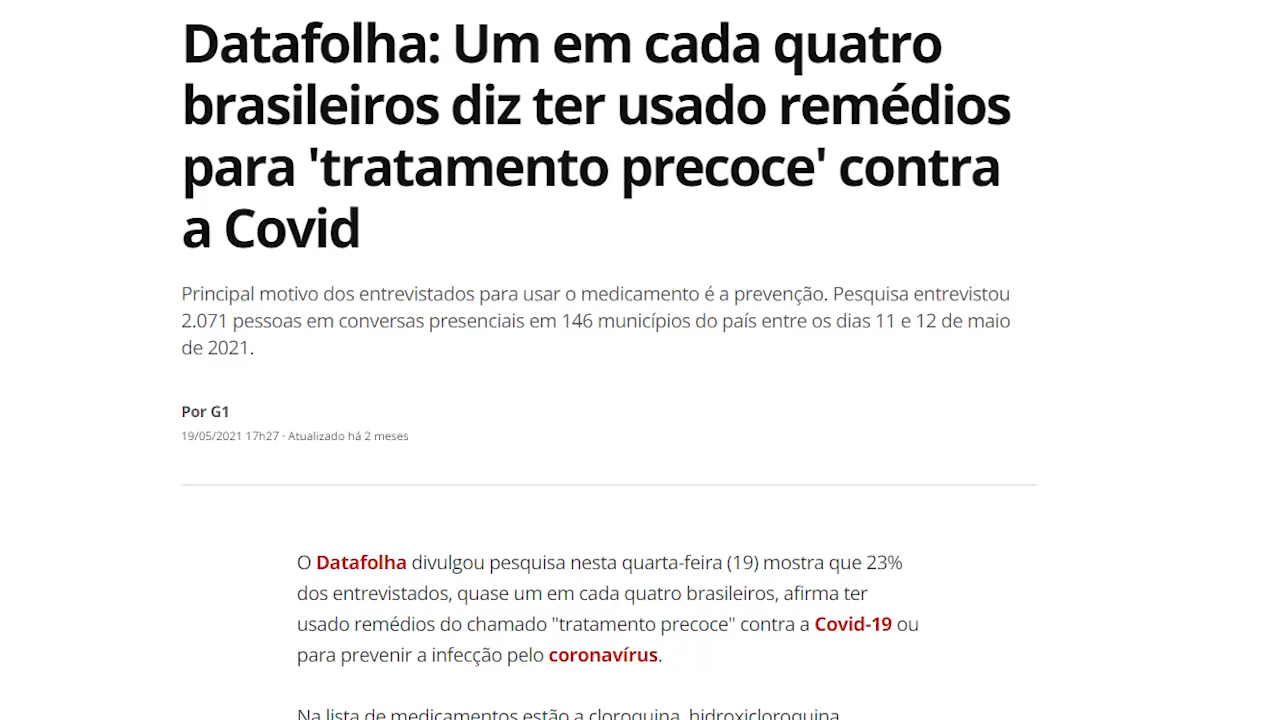 Datafolha: Um em cada quatro
brasileiros diz ter usado remédios
para 'tratamento precoce' contra
a Covid
Principal motivo dos entrevistados para usar o medicamento é a prevenção. Pesquisa entrevistou
2.071 pessoas em conversas presenciais em 146 municípios do país entre os dias 11 e 12 de maio
de 2021.
Por G1
19/05/2021 17h27 · Atualizado há 2 meses
O Datafolha divulgou pesquisa nesta quarta-feira (19) mostra que 23%
dos entrevistados, quase um em cada quatro brasileiros, afirma ter
usado remédios do chamado "tratamento precoce" contra a Covid-19 ou
para prevenir a infecção pelo coronavírus.
Na lista de medicamentos estão a cloroquina, hidroxicloroquina,